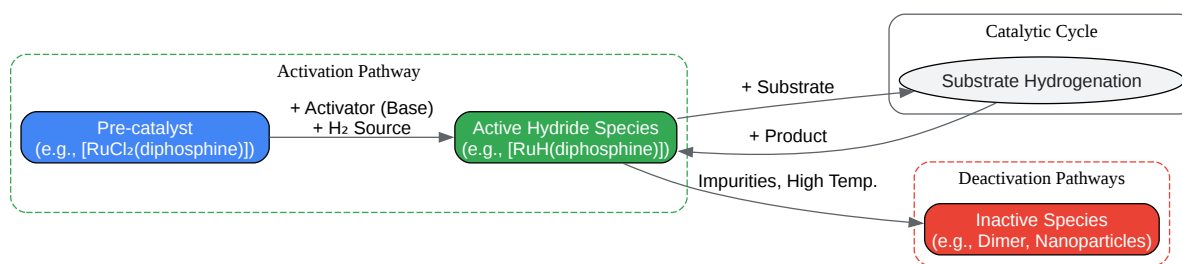 Catalytic Cycle
Substrate Hydrogenation
Activation Pathway
+ Activator (Base)
+ H₂ Source
Pre-catalyst
(e.g., [RuCl₂(diphosphine)])
Active Hydride Species
(e.g., [RuH(diphosphine)])
+ Substrate
+ Product
Impurities, High Temp.
Deactivation Pathways
Inactive Species
(e.g., Dimer, Nanoparticles)